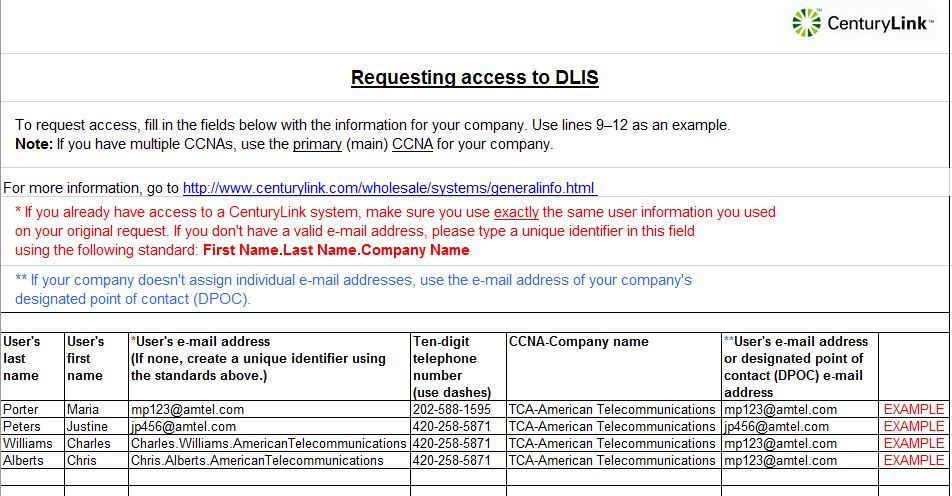 CenturyLink™
Requesting access to DLIS
To request access, fill in the fields below with the information for your company. Use lines 9–12 as an example.
Note: If you have multiple CCNAs, use the primary (main) CCNA for your company.
For more information, go to http://www.centurylink.com/wholesale/systems/generalinfo.html
* If you already have access to a CenturyLink system, make sure you use exactly the same user information you used
on your original request. If you don't have a valid e-mail address, please type a unique identifier in this field
using the following standard: First Name.Last Name.Company Name
** If your company doesn't assign individual e-mail addresses, use the e-mail address of your company's
designated point of contact (DPOC).
User's last name
User's first name
*User's e-mail address
(If none, create a unique identifier using
the standards above.)
Ten-digit
telephone
number
(use dashes)
CCNA-Company name
**User's e-mail address
or designated point of
contact (DPOC) e-mail
address
Porter Maria mp123@amtel.com 202-588-1595 TCA-American Telecommunications mp123@amtel.com EXAMPLE
Peters Justine jp456@amtel.com 420-258-5871 TCA-American Telecommunications jp456@amtel.com EXAMPLE
Williams Charles Charles.Williams.AmericanTelecommunications 420-258-5871 TCA-American Telecommunications mp123@amtel.com EXAMPLE
Alberts Chris Chris.Alberts.AmericanTelecommunications 420-258-5871 TCA-American Telecommunications mp123@amtel.com EXAMPLE